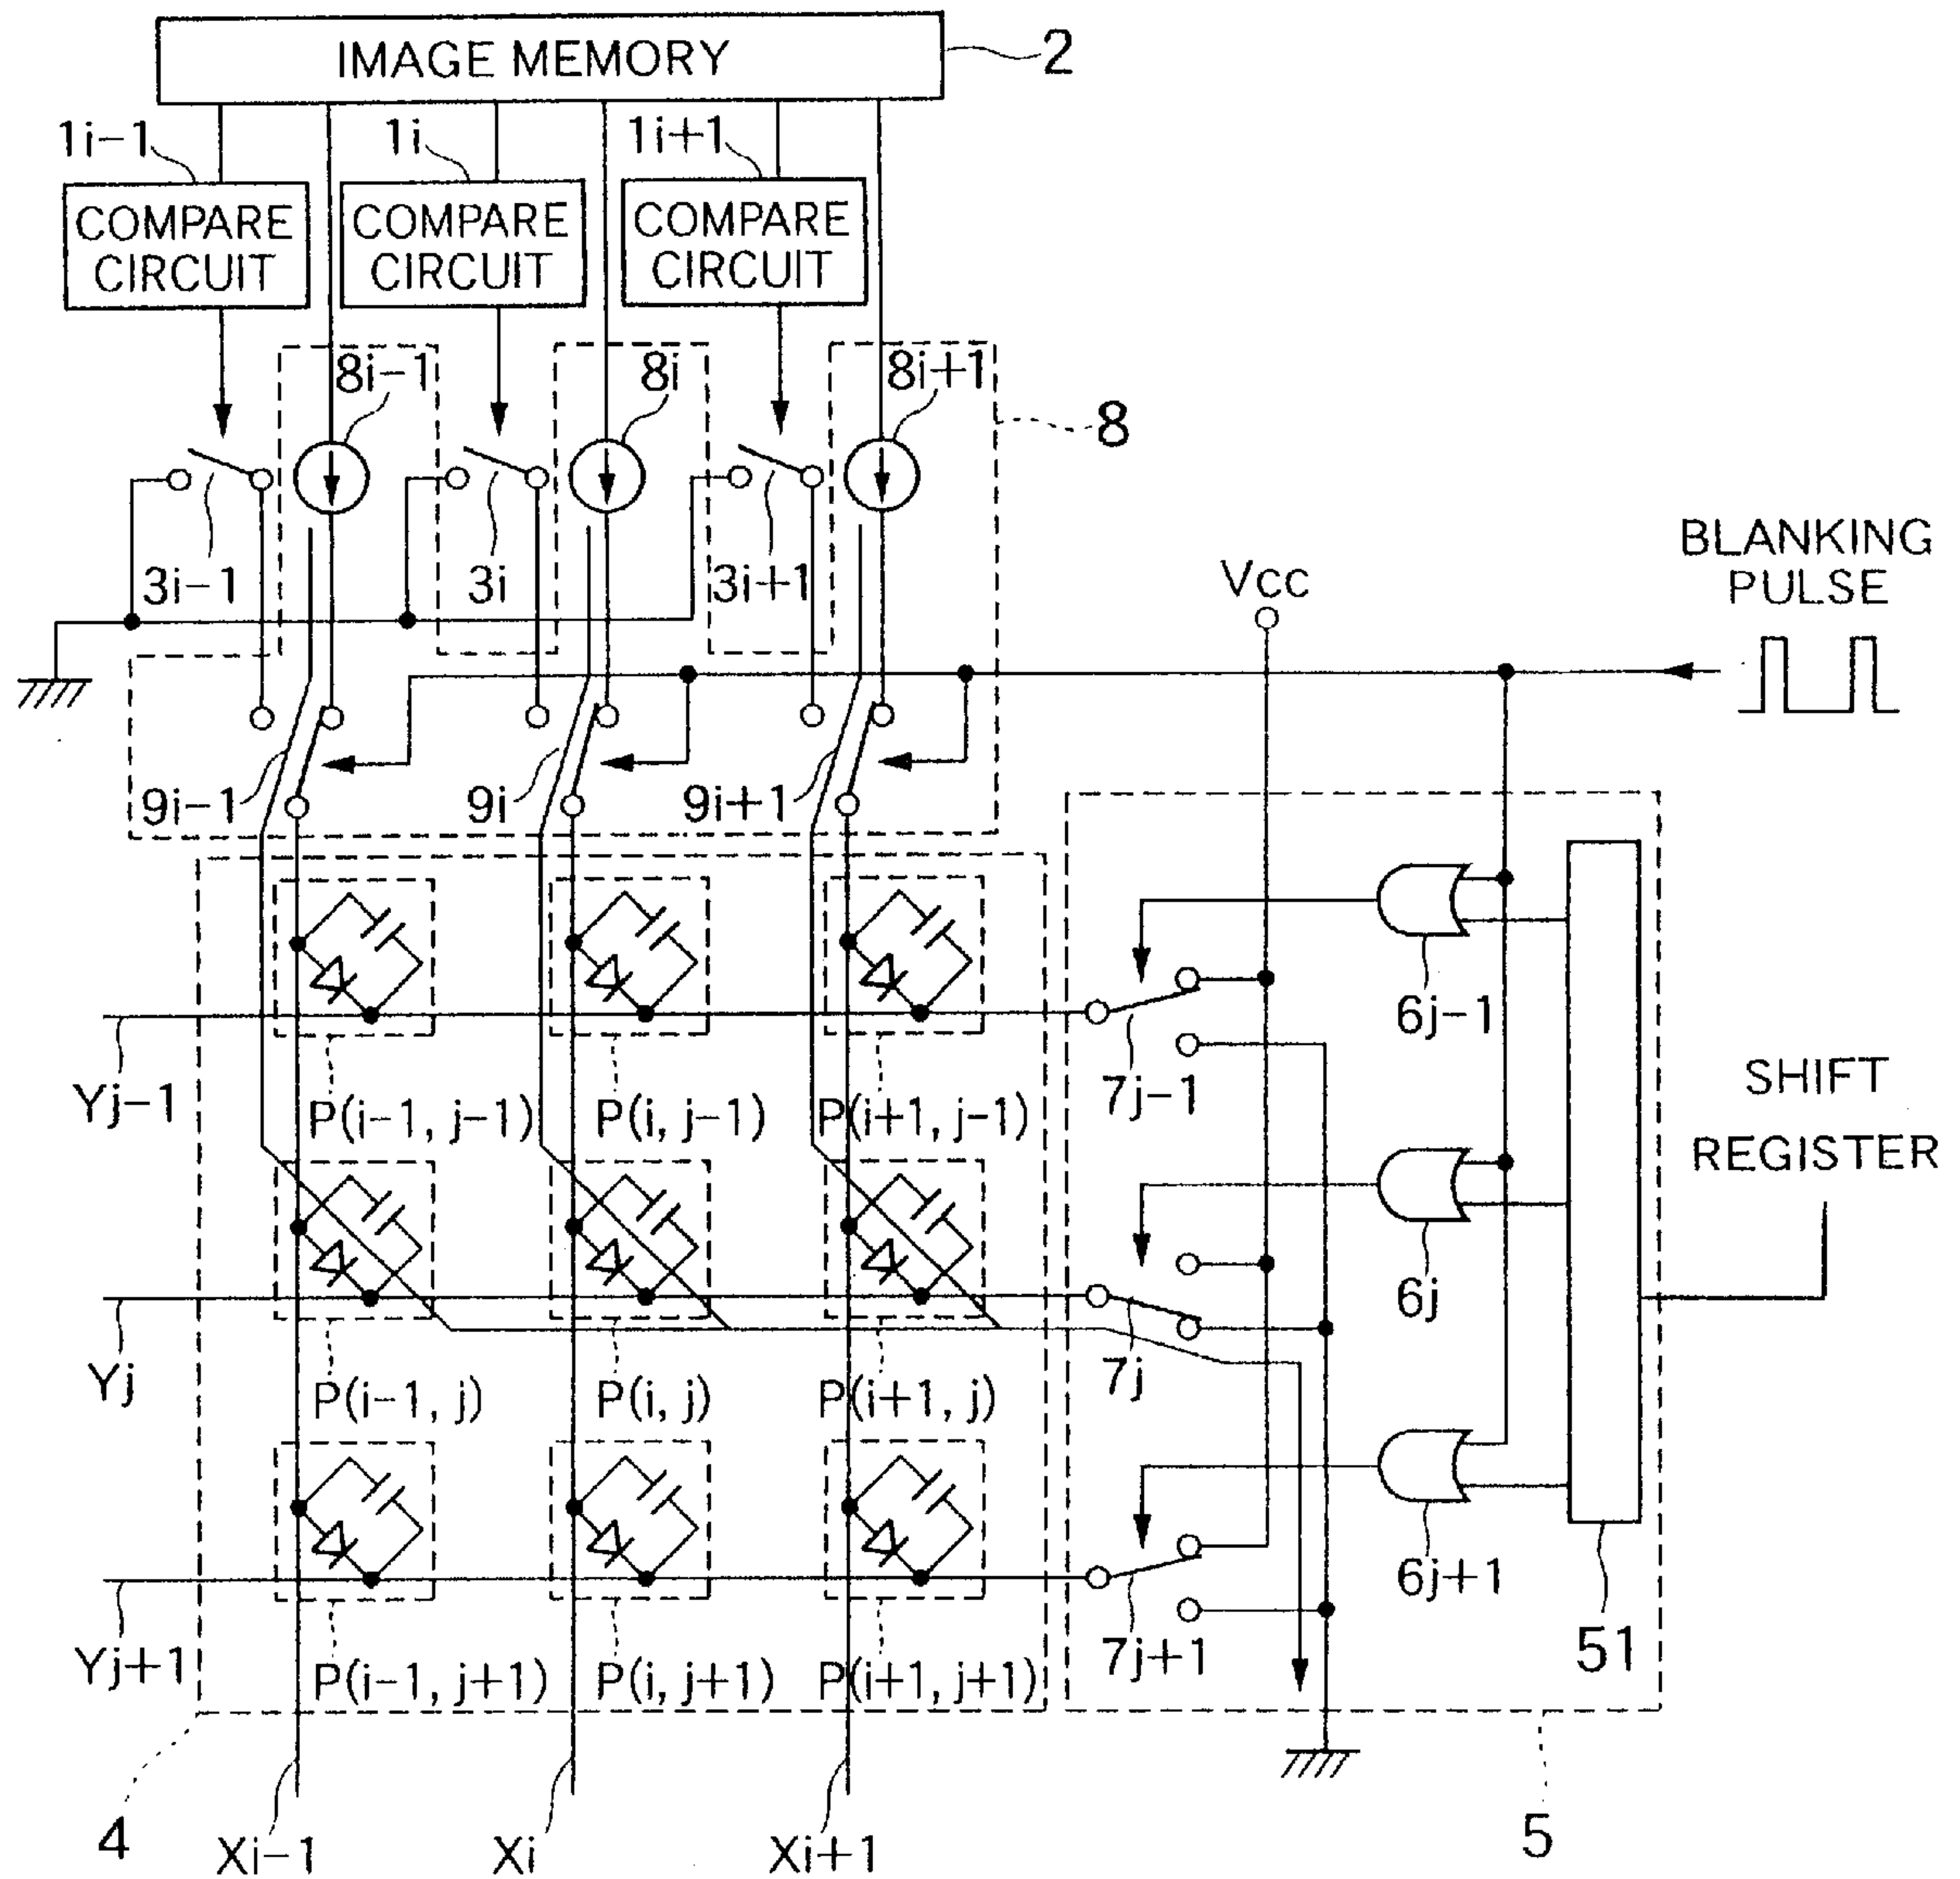 IMAGE MEMORY
2
1i-1
1i
1i+1
COMPARE
CIRCUIT
COMPARE
CIRCUIT
COMPARE
CIRCUIT
8i-1
8i
8i+1
8
3i-1
3i
3i+1
VCC
BLANKING
PULSE
9i-1
9i
9i+1
6j-1
7j-1
Yj-1
P(i-1, j-1)
P(i, j-1)
P(i+1, j-1)
SHIFT
REGISTER
6j
7j
Yj
P(i-1, j)
P(i, j)
P(i+1, j)
6j+1
7j+1
51
Yj+1
P(i-1, j+1)
P(i, j+1)
P(i+1, j+1)
4
Xi-1
Xi
Xi+1
5